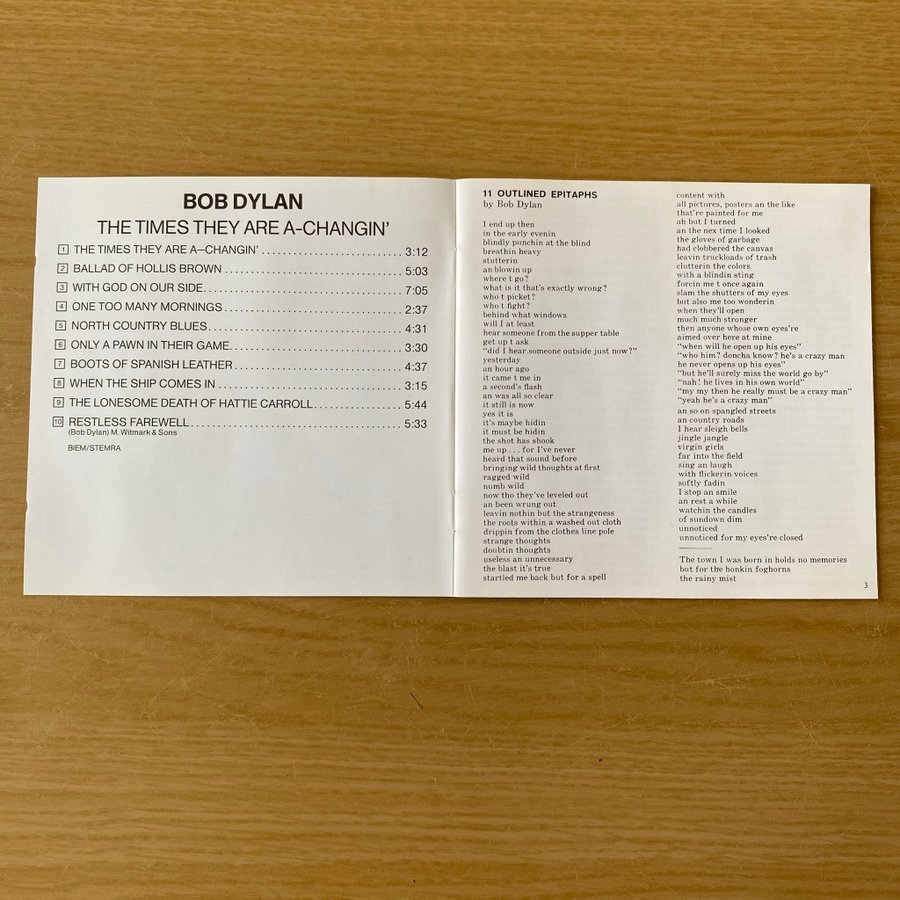 BOB DYLAN
THE TIMES THEY ARE A-CHANGIN'
1 THE TIMES THEY ARE A—CHANGIN' 3:12
2 BALLAD OF HOLLIS BROWN 5:03
3 WITH GOD ON OUR SIDE 7:05
4 ONE TOO MANY MORNINGS 2:37
5 NORTH COUNTRY BLUES 4:31
6 ONLY A PAWN IN THEIR GAME 3:30
7 BOOTS OF SPANISH LEATHER 4:37
8 WHEN THE SHIP COMES IN 3:15
9 THE LONESOME DEATH OF HATTIE CARROLL 5:44
10 RESTLESS FAREWELL 5:33
(Bob Dylan) M. Witmark & Sons
BIEM/STEMRA
11 OUTLINED EPITAPHS
by Bob Dylan
I end up then
in the early evenin
blindly punchin at the blind
breathin heavy
stutterin
an blowin up
where t go?
what is it that's exactly wrong?
who t picket?
who t fight?
behind what windows
will I at least
hear someone from the supper table
get up t ask
"did I hear someone outside just now?"
yesterday
an hour ago
it came t me in
a second's flash
an was all so clear
it still is now
yes it is
it's maybe hidin
it must be hidin
the shot has shook
me up . . . for I've never
heard that sound before
bringing wild thoughts at first
ragged wild
numb wild
now tho they've leveled out
an been wrung out
leavin nothin but the strangeness
the roots within a washed out cloth
drippin from the clothes line pole
strange thoughts
doubtin thoughts
useless an unnecessary
the blast it's true
startled me back but for a spell
content with
all pictures, posters an the like
that're painted for me
ah but I turned
an the nex time I looked
the gloves of garbage
had clobbered the canvas
leavin truckloads of trash
clutterin the colors
with a blindin sting
forcin me t once again
slam the shutters of my eyes
but also me too wonderin
when they'll open
much much stronger
then anyone whose own eyes're
aimed over here at mine
"when will he open up his eyes"
"who him? doncha know? he's a crazy man
he never opens up his eyes"
"but he'll surely miss the world go by"
"nah! he lives in his own world"
"my my then he really must be a crazy man"
"yeah he's a crazy man"
an so on spangled streets
an country roads
I hear sleigh bells
jingle jangle
virgin girls
far into the field
sing an laugh
with flickerin voices
softly fadin
I stop an smile
an rest a while
watchin the candles
of sundown dim
unnoticed
unnoticed for my eyes're closed
The town I was born in holds no memories
but for the honkin foghorns
the rainy mist
3